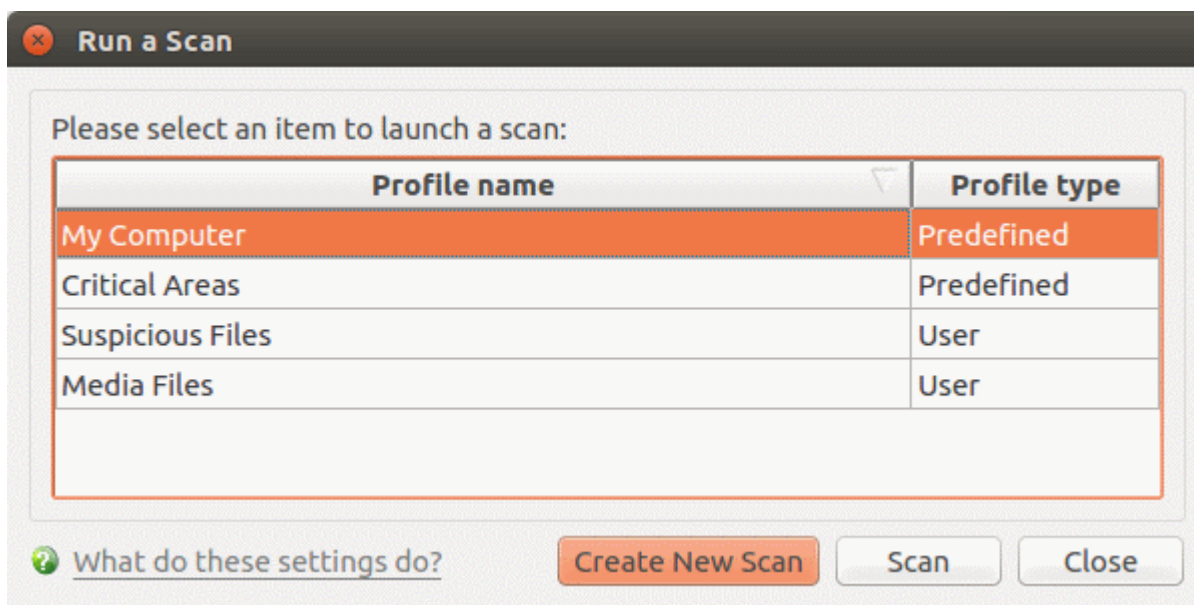 Run a Scan
Please select an item to launch a scan:
Profile name Profile type
My Computer Predefined
Critical Areas Predefined
Suspicious Files User
Media Files User
What do these settings do? Create New Scan Scan Close